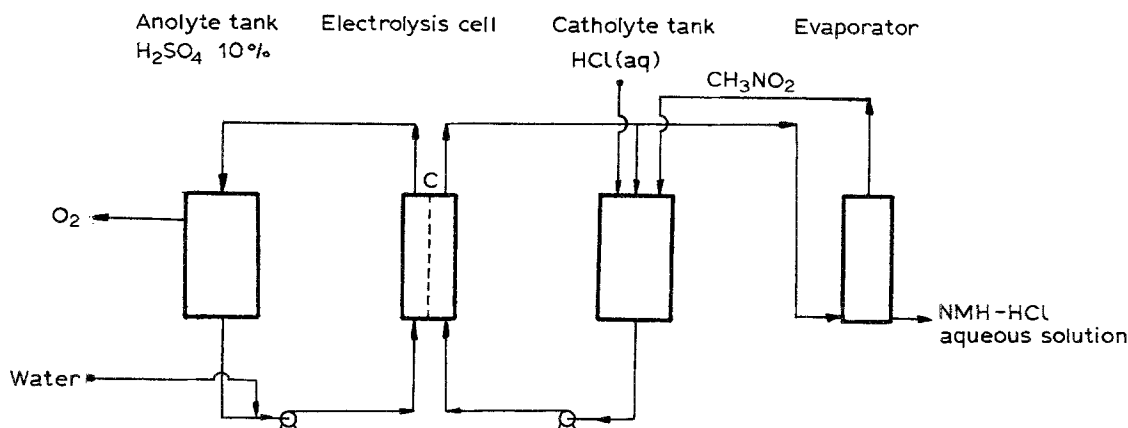 Anolyte tank
H₂SO₄ 10%
Electrolysis cell
Catholyte tank
HCl(aq)
Evaporator
CH₃NO₂
C
O₂
NMH-HCl
aqueous solution
Water